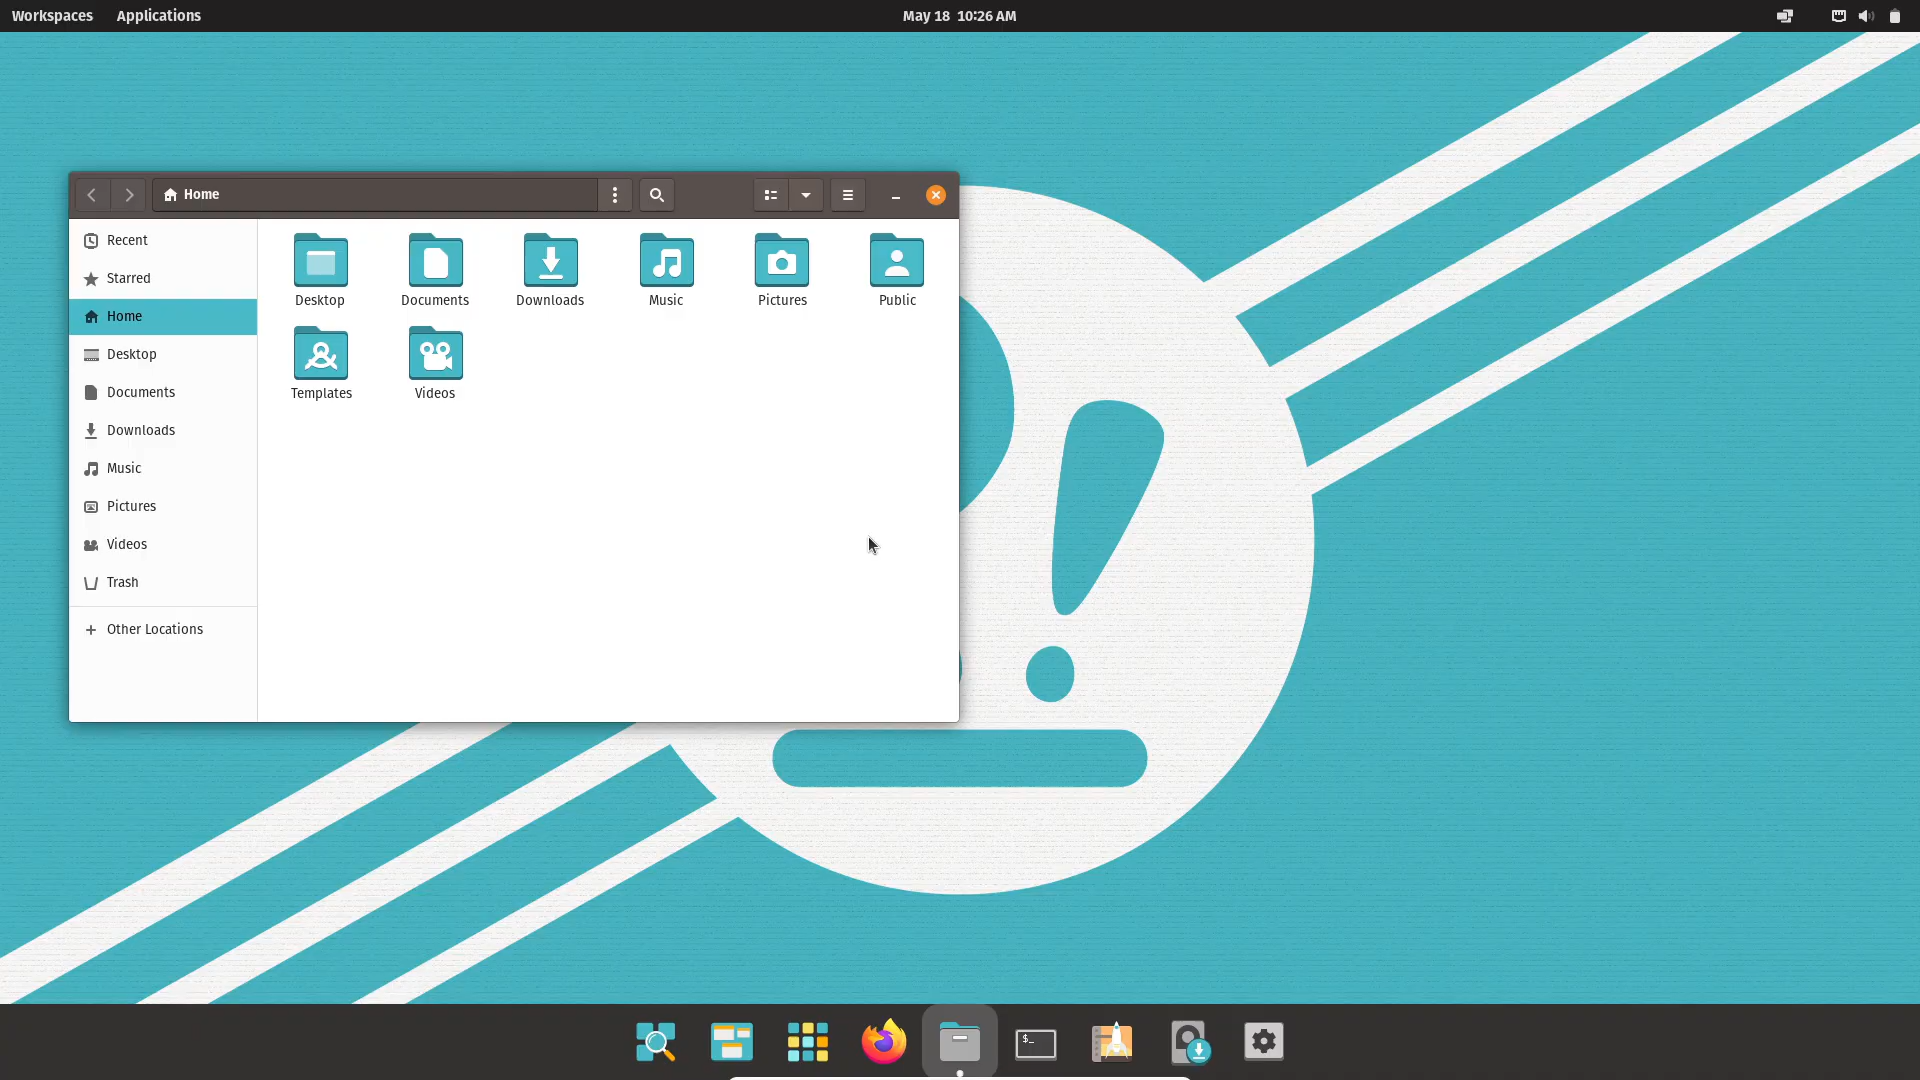 Workspaces Applications May 18 10:26 AM
Home
Recent
Starred
Home
Desktop
Documents
Downloads
Music
Pictures
Videos
Trash
Other Locations
Desktop Documents Downloads Music Pictures Public
Templates Videos
$_